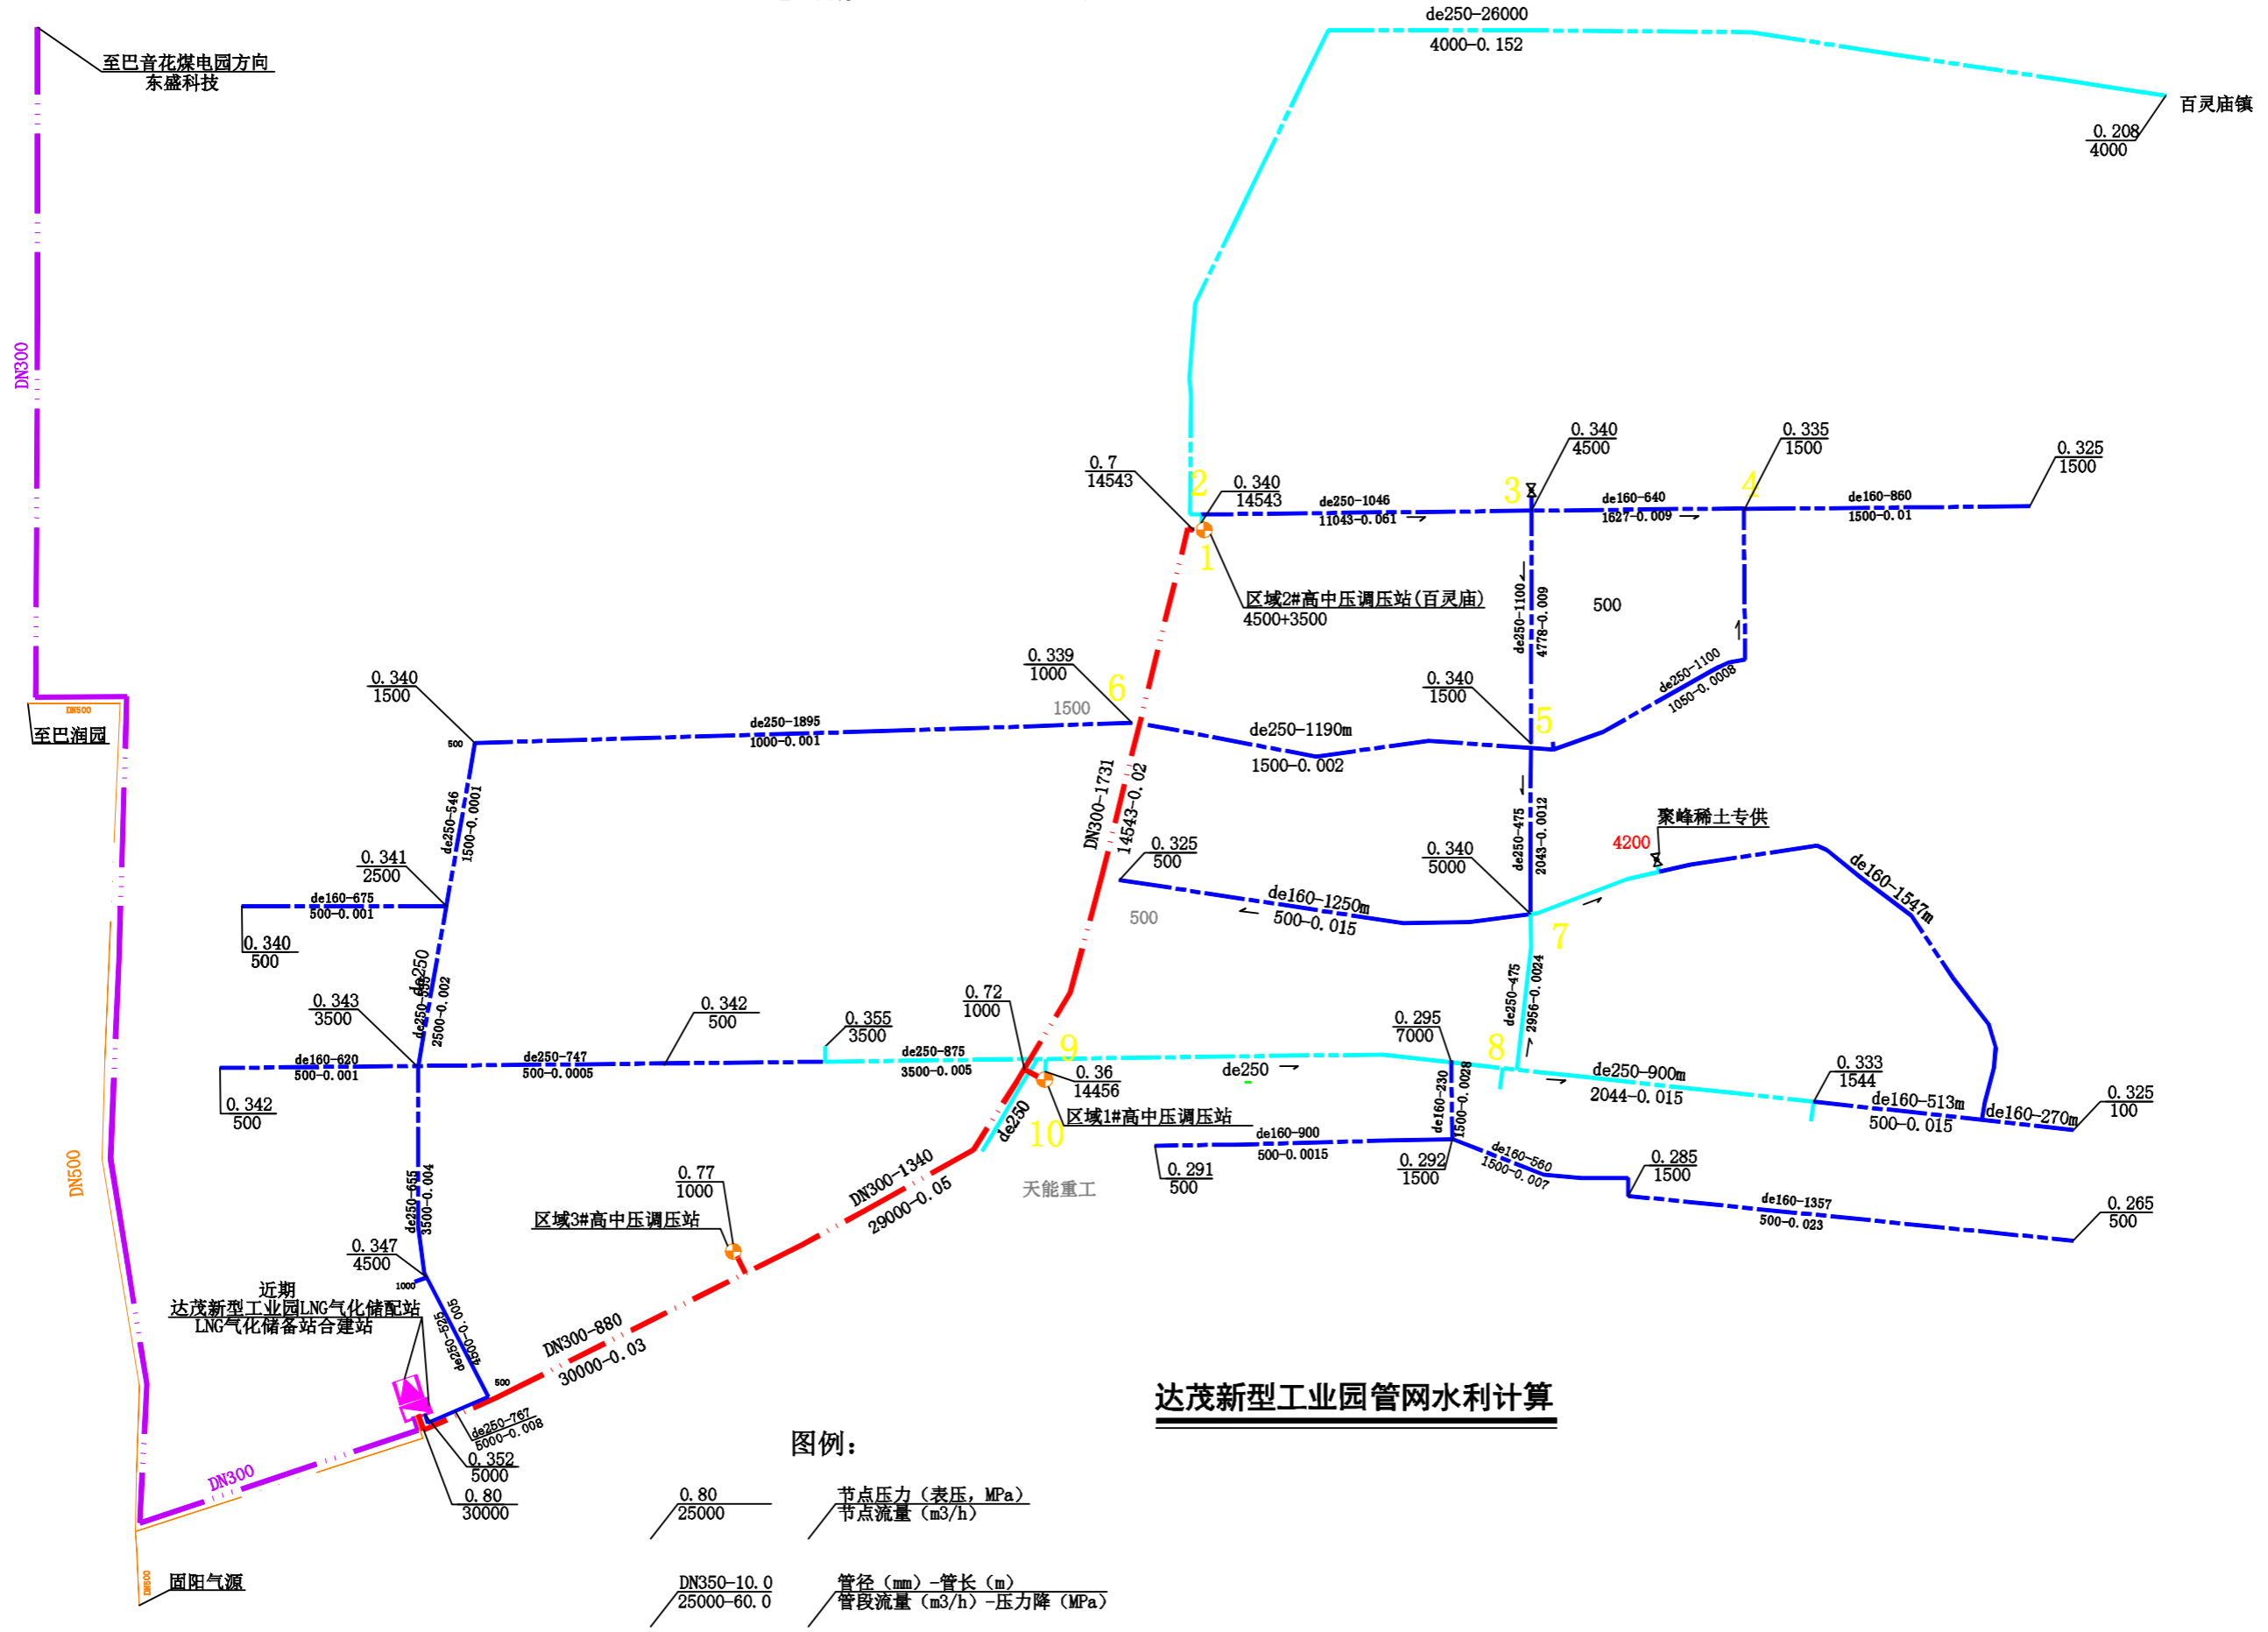 de250-26000
4000-0.152
至巴音花煤电园方向
东盛科技
百灵庙镇
0.208
4000
DN300
0.7
14543
2
0.340
14543
de250-1046
11043-0.061
3
0.340
4500
de160-640
1627-0.009
4
0.335
1500
de160-860
1500-0.01
0.325
1500
1
区域2#高中压调压站(百灵庙)
4500+3500
de250-1100
4778-0.009
500
de250-1100
1050-0.0008
0.340
1500
0.339
1000
6
1500
0.340
1500
5
DN500
至巴润园
500
de250-1895
1000-0.001
de250-1190m
1500-0.002
DN300-1731
14543-0.02
de250-546
1500-0.0001
de250-475
2043-0.0012
聚峰稀土专供
4200
0.341
2500
0.325
500
0.340
5000
de160-1547m
de160-675
500-0.001
de160-1250m
500-0.015
500
7
0.340
500
de250
2500-0.002
de250-475
2956-0.0024
0.343
3500
0.342
500
0.355
3500
0.72
1000
0.295
7000
8
9
de160-620
500-0.001
de250-747
500-0.0005
de250-875
3500-0.005
0.36
14456
de250
de250-900m
2044-0.015
0.333
1544
0.342
500
区域1#高中压调压站
de250
10
de160-230
1500-0.0028
de160-513m
500-0.015
de160-270m
0.325
100
de160-900
500-0.0015
0.291
500
0.292
1500
de160-560
1500-0.007
0.285
1500
de160-1357
500-0.023
0.265
500
DN500
天能重工
DN300-1340
29000-0.05
0.77
1000
区域3#高中压调压站
de250-655
3500-0.004
0.347
4500
1000
近期
达茂新型工业园LNG气化储配站
LNG气化储备站合建站
de250-525
4500-0.005
DN300-880
30000-0.03
500
de250-767
5000-0.008
0.352
5000
0.80
30000
DN300
固阳气源
DN500
达茂新型工业园管网水利计算
图例：
0.80
25000
节点压力（表压，MPa）
节点流量（m3/h）
DN350-10.0
25000-60.0
管径（mm）-管长（m）
管段流量（m3/h）-压力降（MPa）